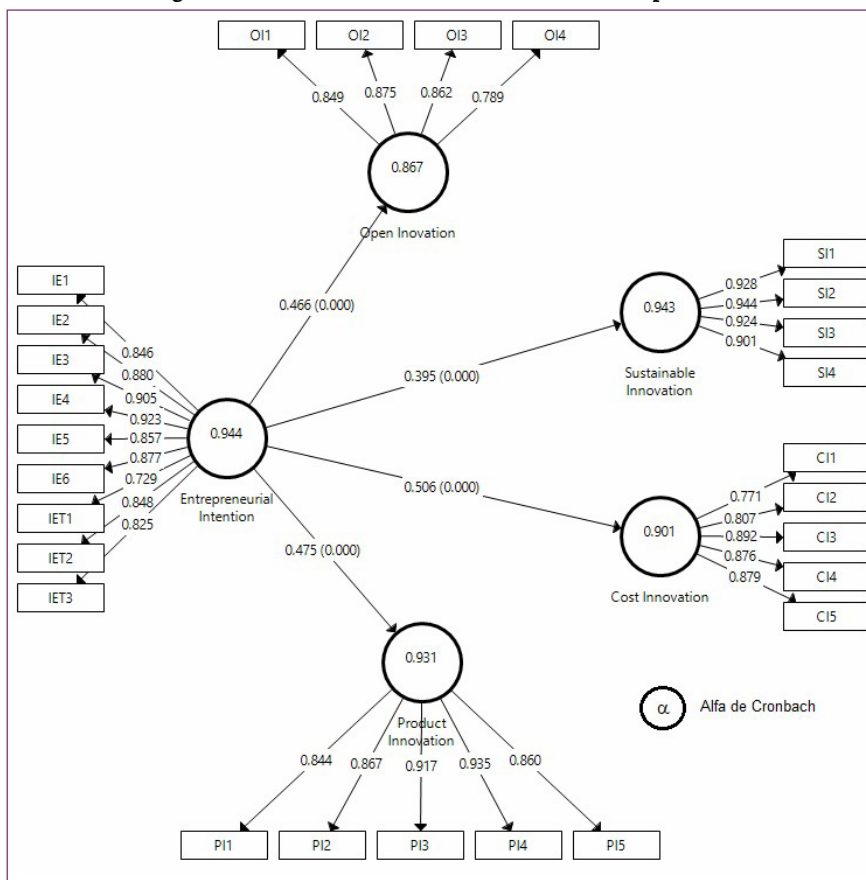 OI1
OI2
OI3
OI4
0.849
0.875
0.862
0.789
0.867
Open Inovation
0.466 (0.000)
IE1
IE2
IE3
IE4
IE5
IE6
IET1
IET2
IET3
0.846
0.880
0.905
0.923
0.857
0.877
0.729
0.848
0.825
0.944
Entrepreneurial
Intention
0.395 (0.000)
0.943
Sustainable
Innovation
0.928
0.944
0.924
0.901
SI1
SI2
SI3
SI4
0.506 (0.000)
0.901
Cost Innovation
0.771
0.807
0.892
0.876
0.879
CI1
CI2
CI3
CI4
CI5
0.475 (0.000)
0.931
Product
Innovation
α
Alfa de Cronbach
0.844
0.867
0.917
0.935
0.860
PI1
PI2
PI3
PI4
PI5